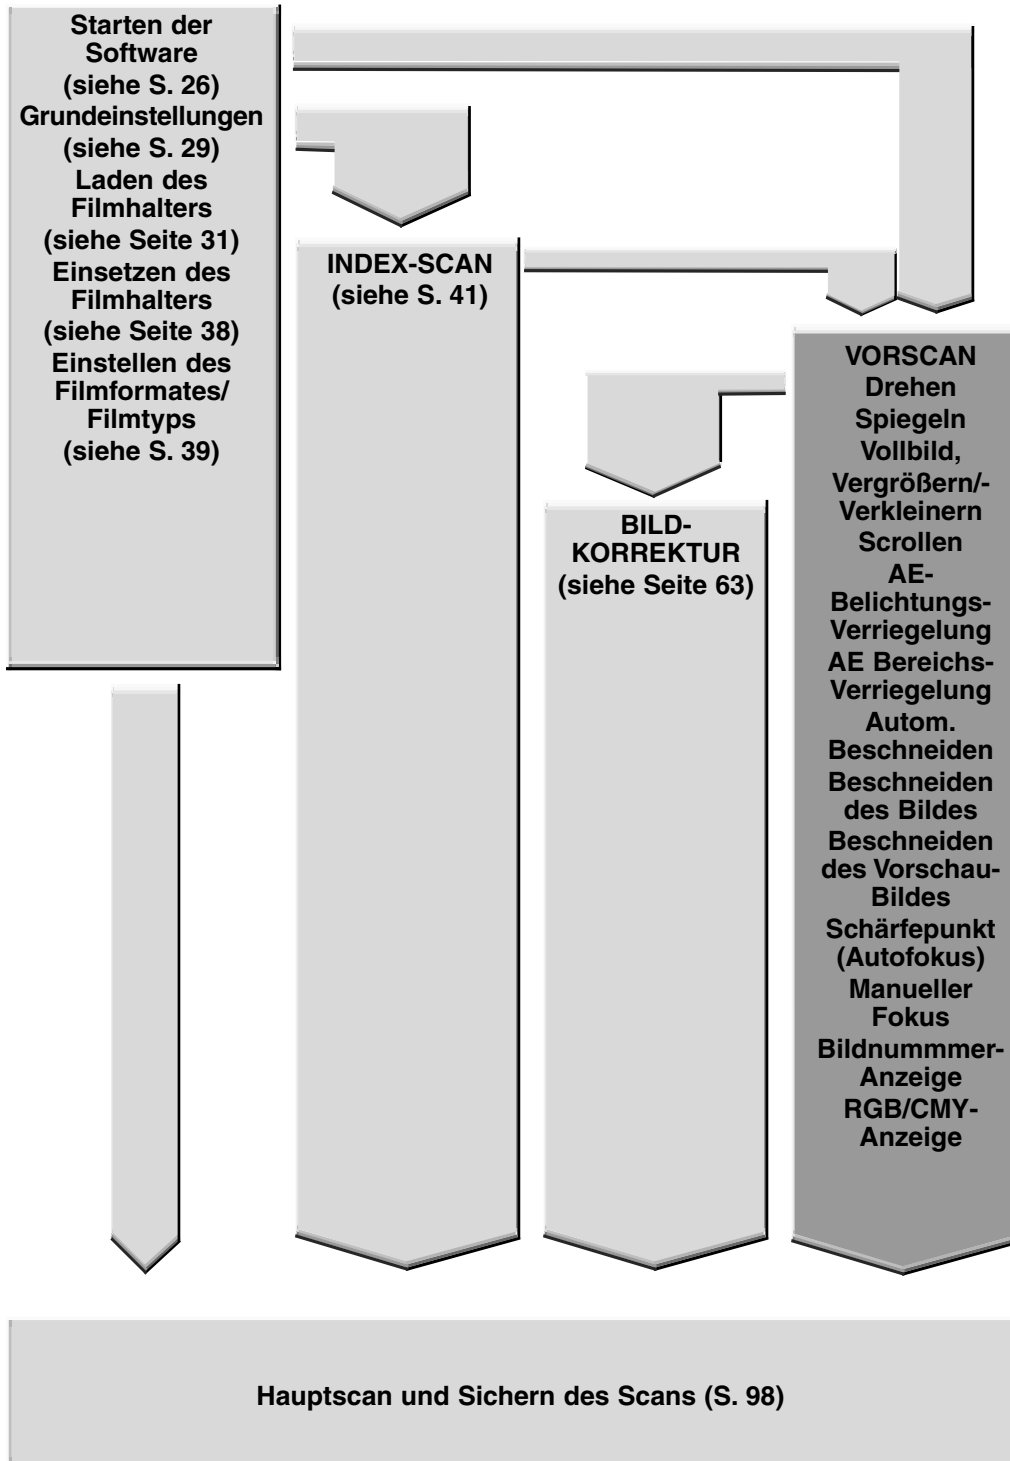 Starten der
Software
(siehe S. 26)
Grundeinstellungen
(siehe S. 29)
Laden des
Filmhalters
(siehe Seite 31)
Einsetzen des
Filmhalters
(siehe Seite 38)
Einstellen des
Filmformates/
Filmtyps
(siehe S. 39)
INDEX-SCAN
(siehe S. 41)
BILD-
KORREKTUR
(siehe Seite 63)
VORSCAN
Drehen
Spiegeln
Vollbild,
Vergrößern/-
Verkleinern
Scrollen
AE-
Belichtungs-
Verriegelung
AE Bereichs-
Verriegelung
Autom.
Beschneiden
Beschneiden
des Bildes
Beschneiden
des Vorschau-
Bildes
Schärfepunkt
(Autofokus)
Manueller
Fokus
Bildnummmer-
Anzeige
RGB/CMY-
Anzeige
Hauptscan und Sichern des Scans (S. 98)